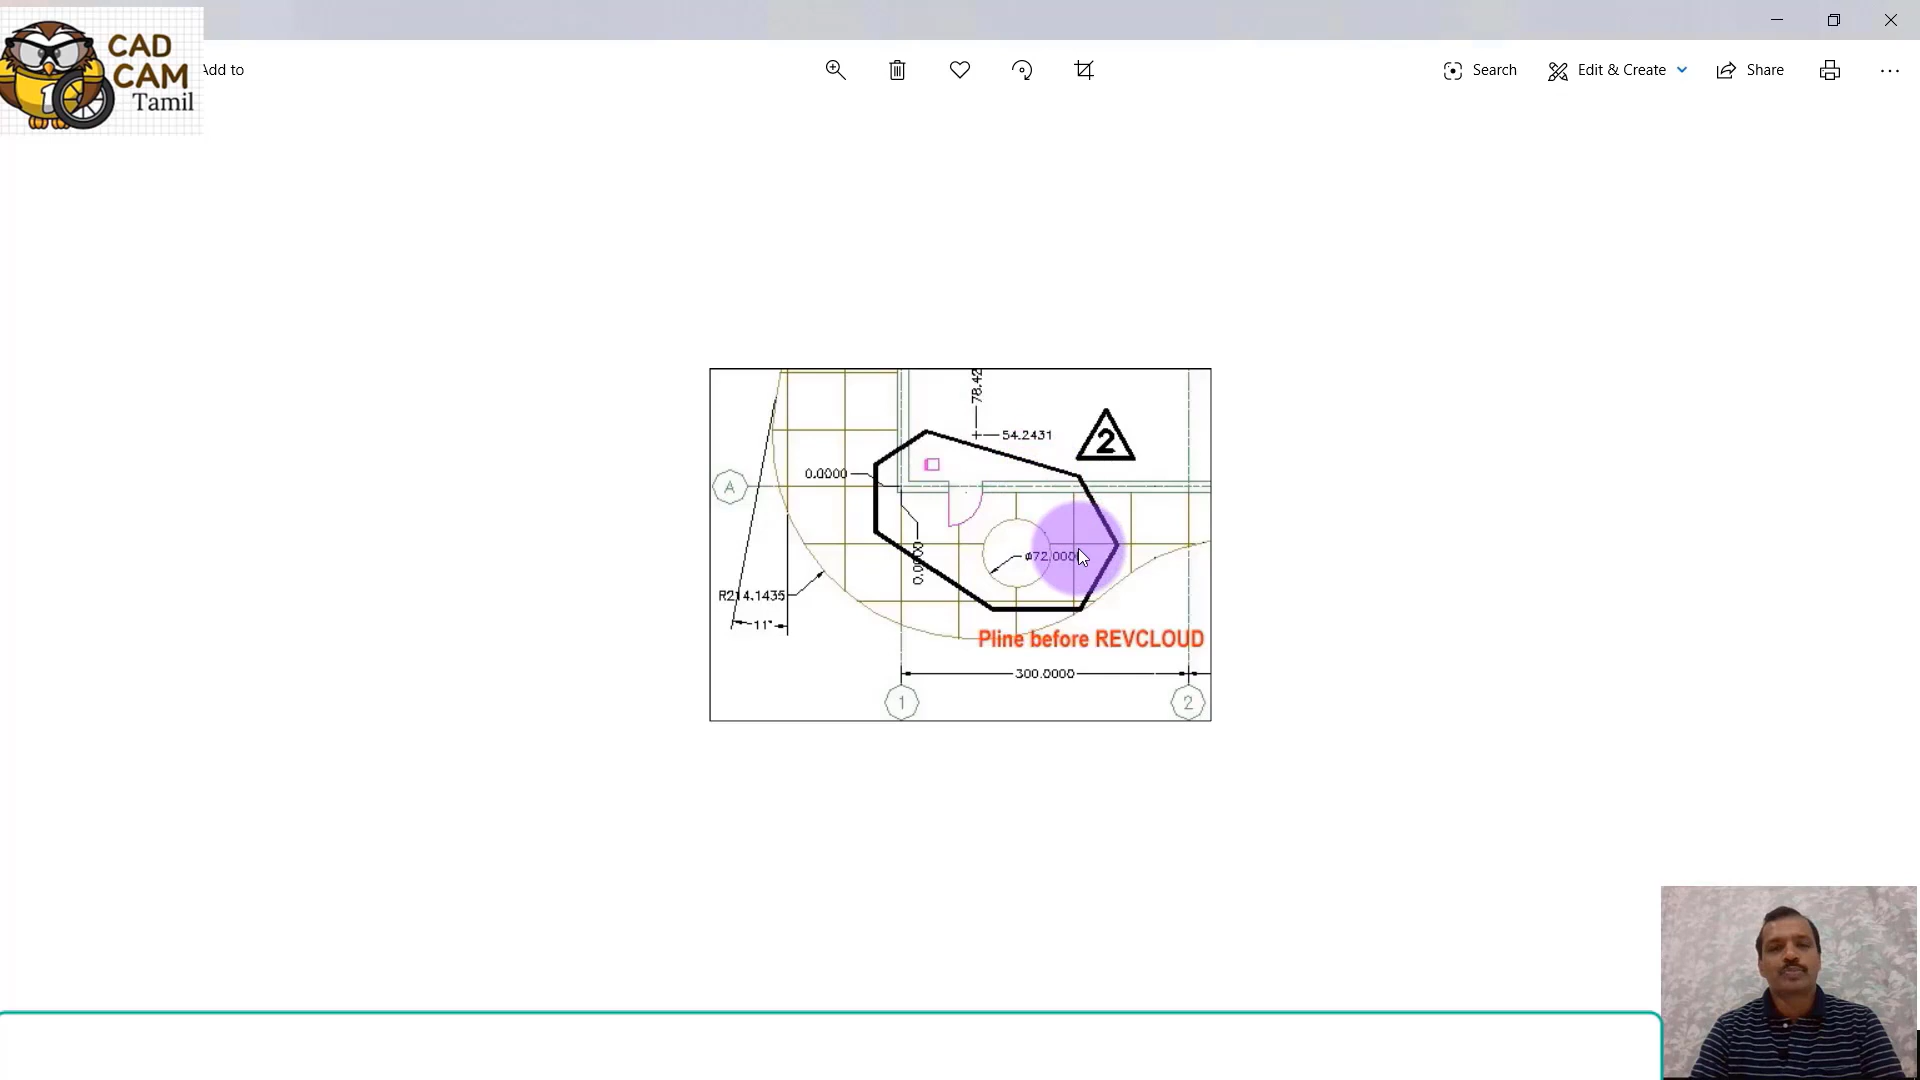 CAD
CAM
Tamil
Add to
Search
Edit & Create
Share
78.42
54.2431
2
0.0000
A
0.0000
ø72.0000
R214.1435
11°
Pline before REVCLOUD
300.0000
1
2